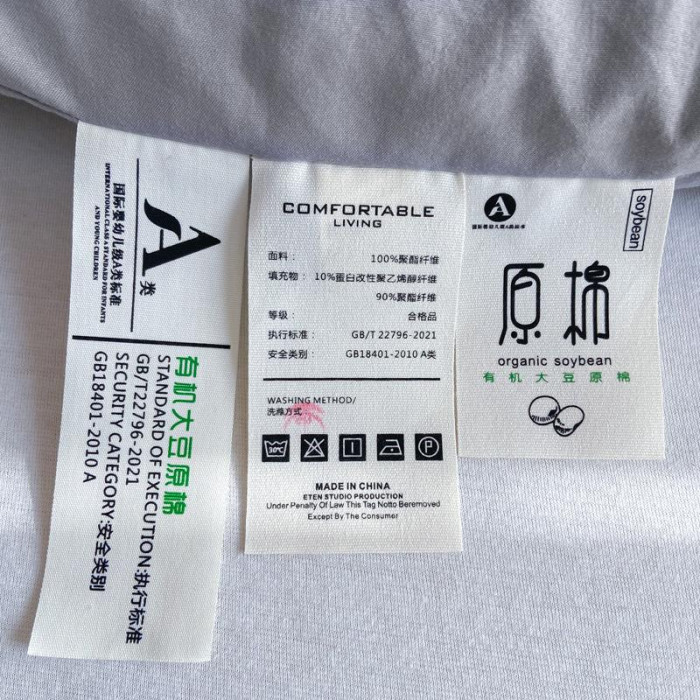 A类
国际婴幼儿级A类标准
INTERNATIONAL CLASS A STANDARD FOR INFANTS
AND YOUNG CHILDREN
有机大豆原棉
STANDARD OF EXECUTION:执行标准
GB/T22796-2021
SECURITY CATEGORY:安全类别
GB18401-2010 A
COMFORTABLE
LIVING
面料: 100%聚酯纤维
填充物: 10%蛋白改性聚乙烯醇纤维
90%聚酯纤维
等级: 合格品
执行标准: GB/T 22796-2021
安全类别: GB18401-2010 A类
WASHING METHOD/
洗涤方式
30℃
P
MADE IN CHINA
ETEN STUDIO PRODUCTION
Under Penalty Of Law This Tag Notto Beremoved
Except By The Consumer
A
soybean
原棉
organic soybean
有机大豆原棉